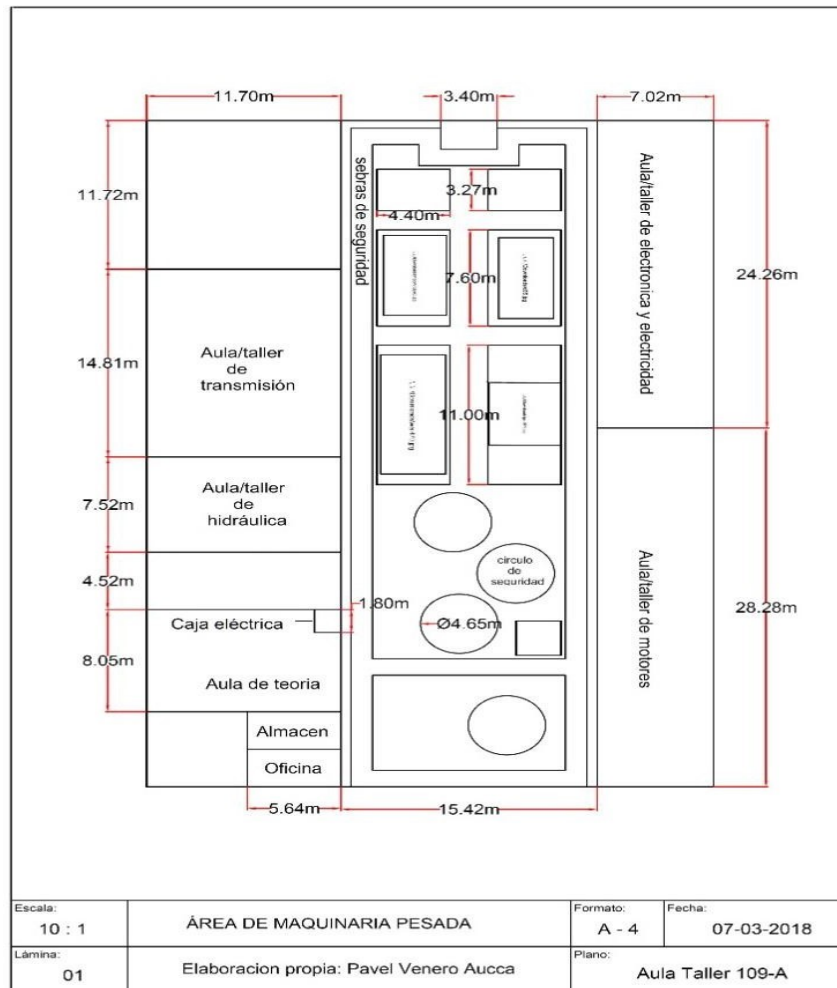 11.70m
3.40m
7.02m
11.72m
sebras de seguridad
3.27m
4.40m
Aula/taller de electronica y electricidad
7.60m
24.26m
14.81m
Aula/taller
de
transmisión
11.00m
7.52m
Aula/taller
de
hidráulica
4.52m
circulo
de
seguridad
Aula/taller de motores
1.80m
Ø4.65m
28.28m
Caja eléctrica
8.05m
Aula de teoria
Almacen
Oficina
5.64m
15.42m
Escala:
10 : 1
ÁREA DE MAQUINARIA PESADA
Formato:
A - 4
Fecha:
07-03-2018
Lámina:
01
Elaboracion propia: Pavel Venero Aucca
Plano:
Aula Taller 109-A